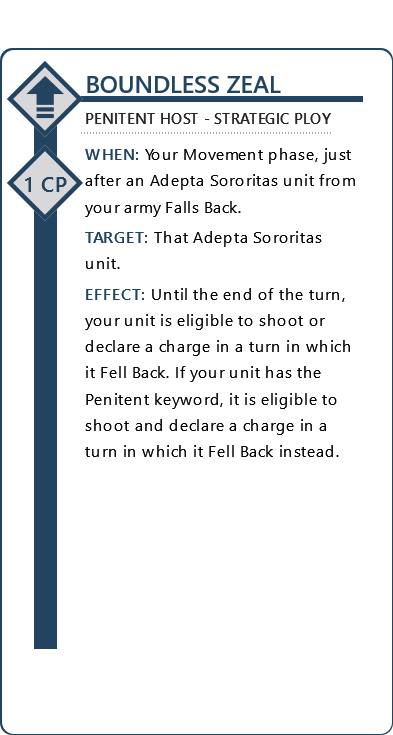 BOUNDLESS ZEAL
PENITENT HOST - STRATEGIC PLOY
1 CP
WHEN: Your Movement phase, just
after an Adepta Sororitas unit from
your army Falls Back.
TARGET: That Adepta Sororitas
unit.
EFFECT: Until the end of the turn,
your unit is eligible to shoot or
declare a charge in a turn in which
it Fell Back. If your unit has the
Penitent keyword, it is eligible to
shoot and declare a charge in a
turn in which it Fell Back instead.